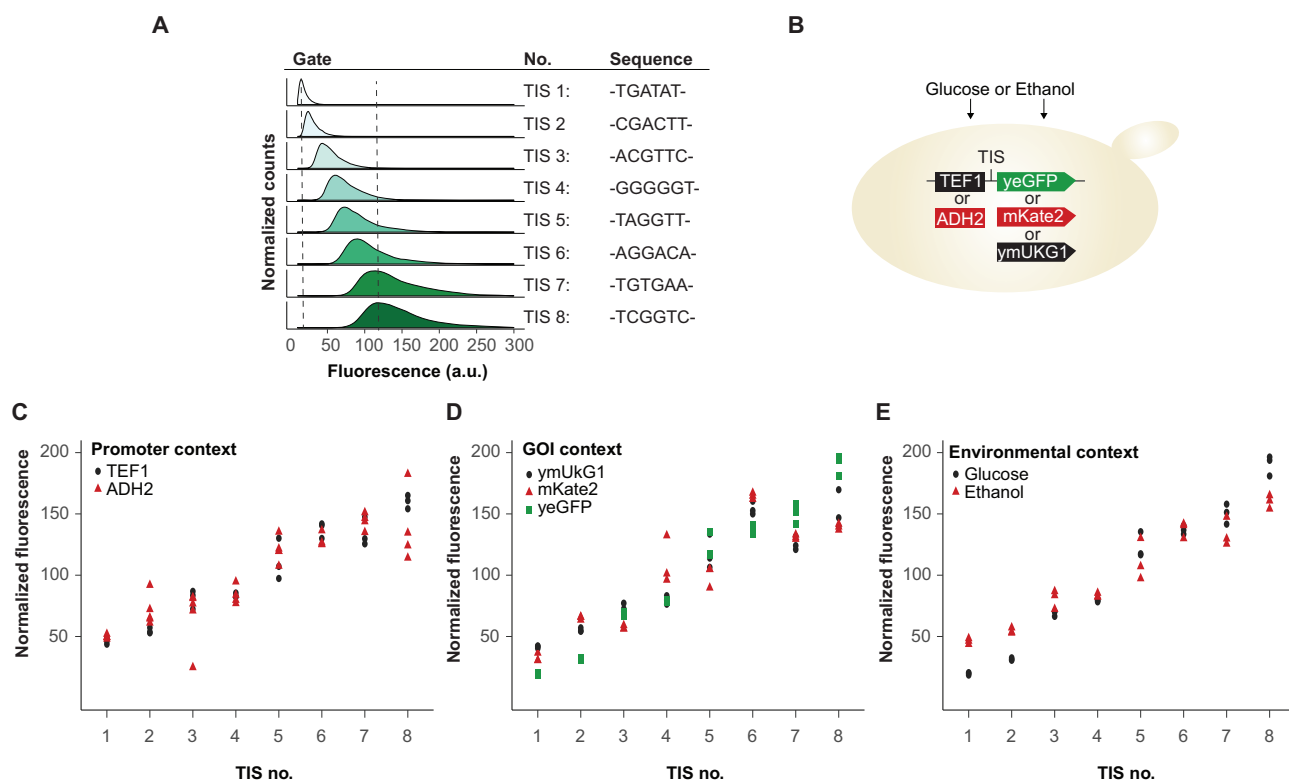 A
B
Gate No. Sequence
TIS 1: -TGATAT-
TIS 2 -CGACTT-
TIS 3: -ACGTTC-
TIS 4: -GGGGGT-
TIS 5: -TAGGTT-
TIS 6: -AGGACA-
TIS 7: -TGTGAA-
TIS 8: -TCGGTC-
Normalized counts
0 50 100 150 200 250 300
Fluorescence (a.u.)
Glucose or Ethanol
TIS
TEF1 yeGFP
or or
ADH2 mKate2
or
ymUKG1
C
Promoter context
TEF1
ADH2
Normalized fluorescence
200
150
100
50
1 2 3 4 5 6 7 8
TIS no.
D
GOI context
ymUkG1
mKate2
yeGFP
Normalized fluorescence
200
150
100
50
1 2 3 4 5 6 7 8
TIS no.
E
Environmental context
Glucose
Ethanol
Normalized fluorescence
200
150
100
50
1 2 3 4 5 6 7 8
TIS no.